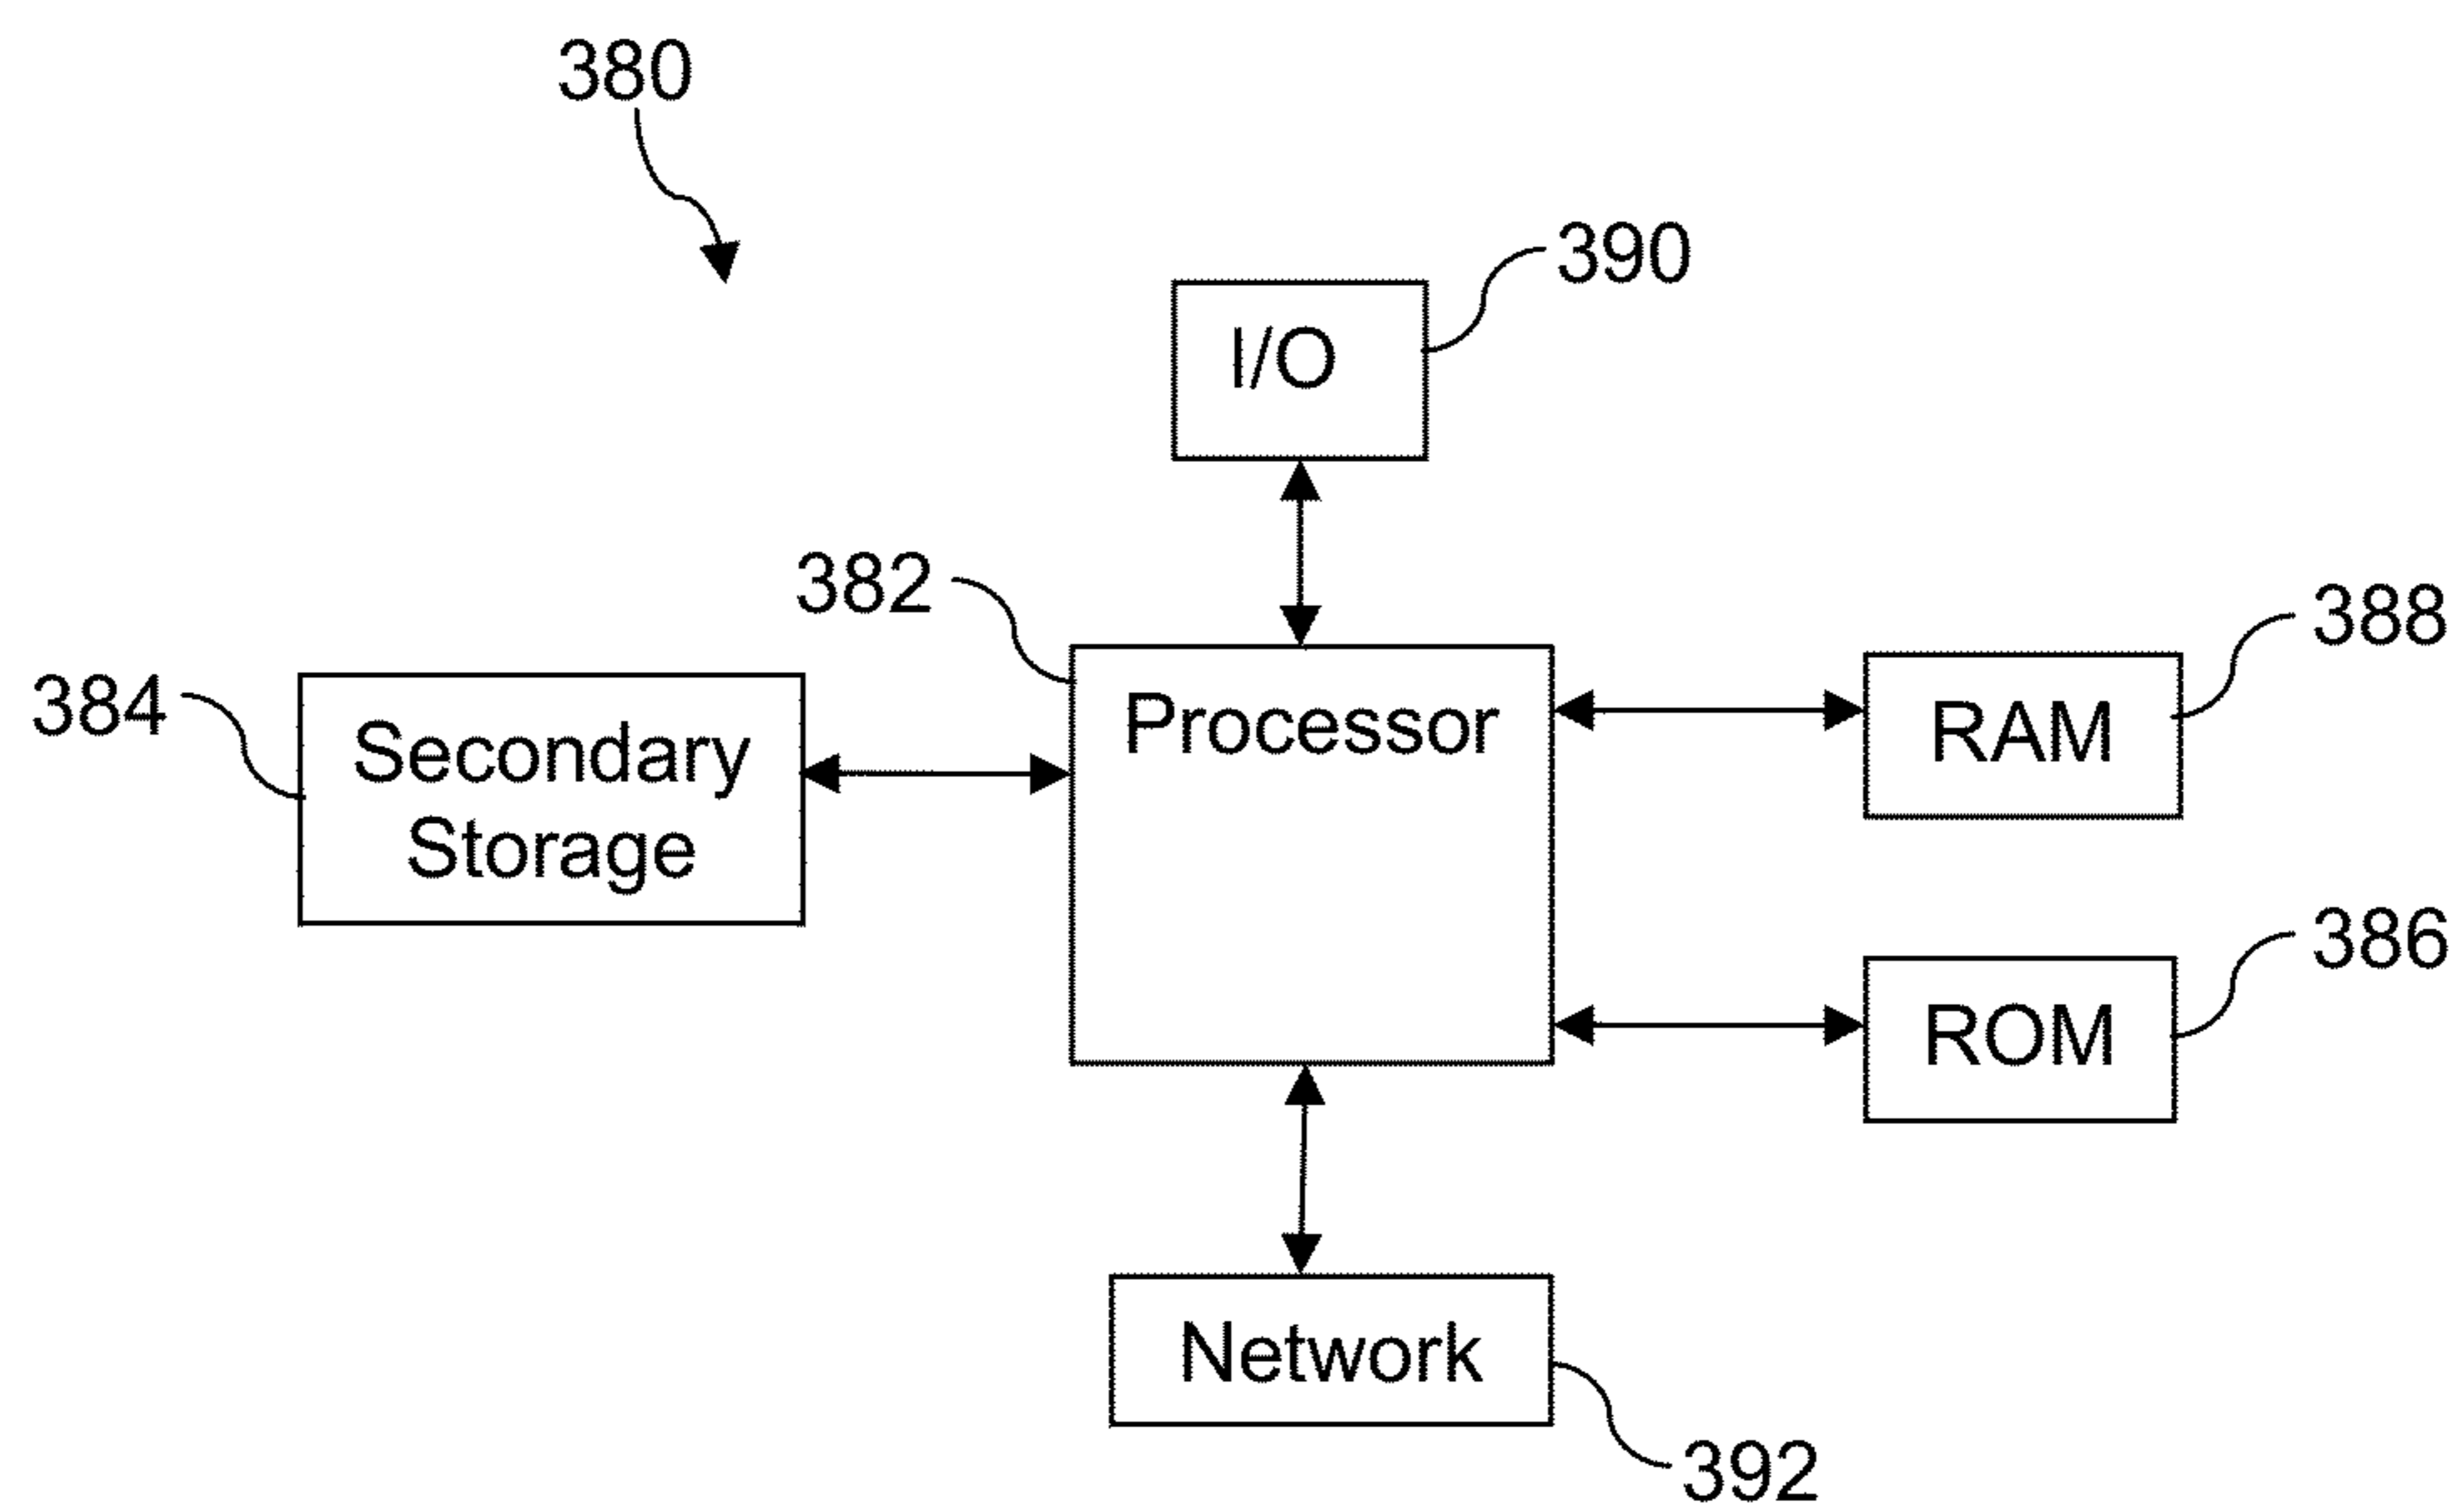 380
390
I/O
382
388
384
Secondary
Storage
Processor
RAM
386
ROM
Network
392